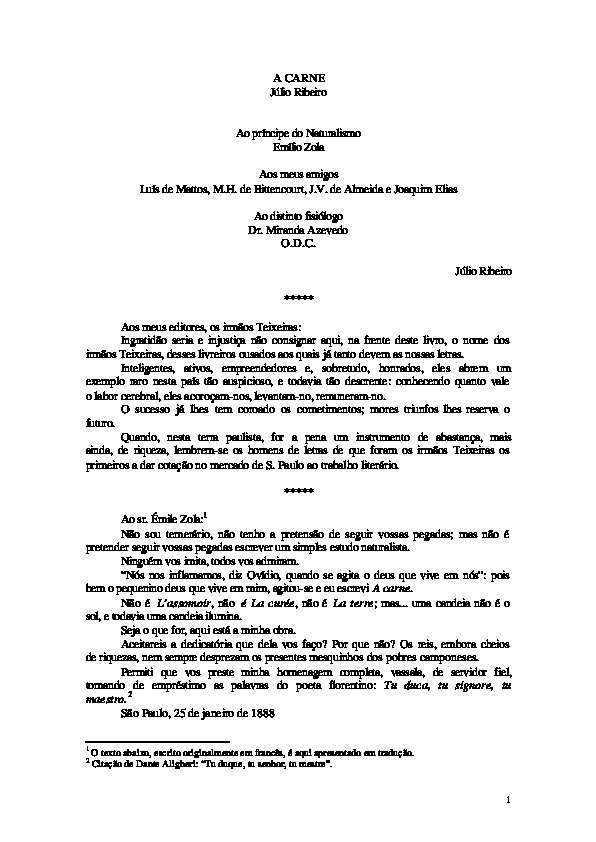 A CARNE
Júlio Ribeiro
Ao príncipe do Naturalismo
Emílio Zola
Aos meus amigos
Luís de Mattos, M.H. de Bittencourt, J.V. de Almeida e Joaquim Elias
Ao distinto fisiólogo
Dr. Miranda Azevedo
O.D.C.
Júlio Ribeiro
*****
Aos meus editores, os irmãos Teixeiras:
Ingratidão seria e injustiça não consignar aqui, na frente deste livro, o nome dos
irmãos Teixeiras, desses livreiros ousados aos quais já tanto devem as nossas letras.
Inteligentes, ativos, empreendedores e, sobretudo, honrados, eles abrem um
exemplo raro nesta país tão auspicioso, e todavia tão descrente: conhecendo quanto vale
o labor cerebral, eles acoroçam-nos, levantam-no, remuneram-no.
O sucesso já lhes tem coroado os cometimentos; mores triunfos lhes reserva o
futuro.
Quando, nesta terra paulista, for a pena um instrumento de abastança, mais
ainda, de riqueza, lembrem-se os homens de letras de que foram os irmãos Teixeiras os
primeiros a dar cotação no mercado de S. Paulo ao trabalho literário.
*****
Ao sr. Émile Zola:1
Não sou temerário, não tenho a pretensão de seguir vossas pegadas; mas não é
pretender seguir vossas pegadas escrever um simples estudo naturalista.
Ninguém vos imita, todos vos admiram.
"Nós nos inflamamos, diz Ovídio, quando se agita o deus que vive em nós": pois
bem o pequenino deus que vive em mim, agitou-se e eu escrevi A carne.
Não é L'assomoir, não é La curée, não é La terre; mas... uma candeia não é o
sol, e todavia uma candeia ilumina.
Seja o que for, aqui está a minha obra.
Aceitareis a dedicatória que dela vos faço? Por que não? Os reis, embora cheios
de riquezas, nem sempre desprezam os presentes mesquinhos dos pobres camponeses.
Permiti que vos preste minha homenagem completa, vassala, de servidor fiel,
tomando de empréstimo as palavras do poeta florentino: Tu duca, tu signore, tu
maestro.2
São Paulo, 25 de janeiro de 1888
1 O texto abaixo, escrito originalmente em francês, é aqui apresentado em tradução.
2 Citação de Dante Aligheri: "Tu duque, tu senhor, tu mestre".
1